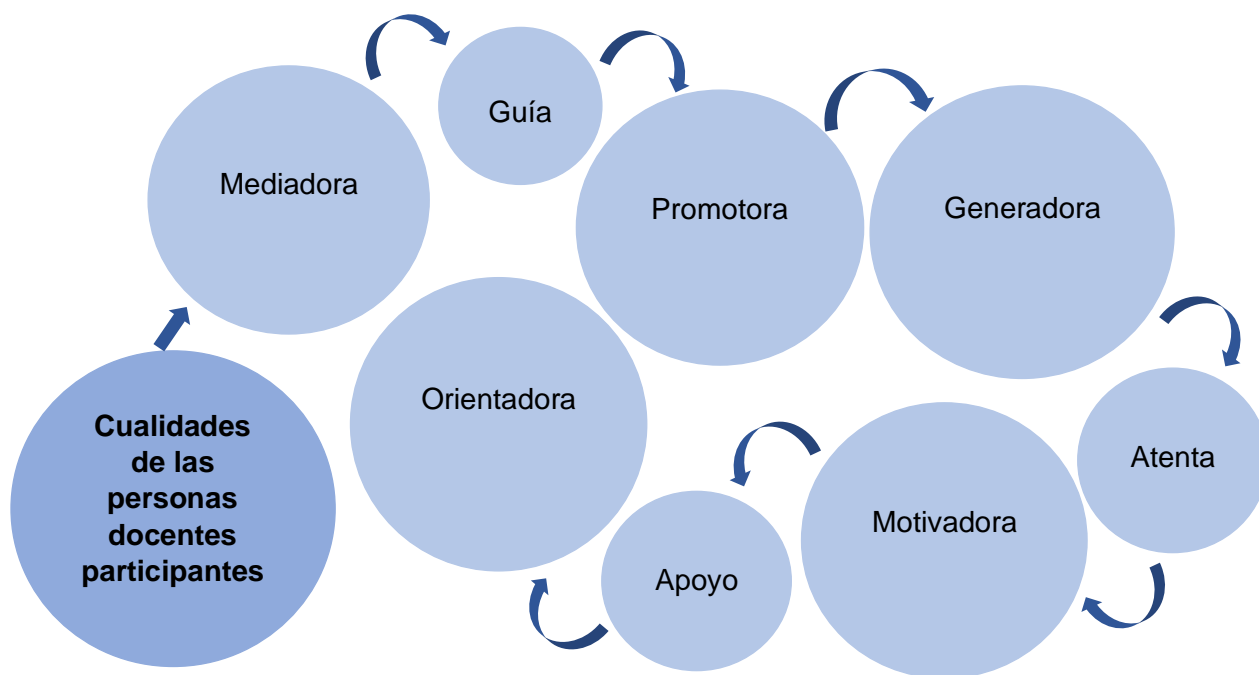 Cualidades
de las
personas
docentes
participantes
Mediadora
Guía
Promotora
Generadora
Atenta
Motivadora
Apoyo
Orientadora